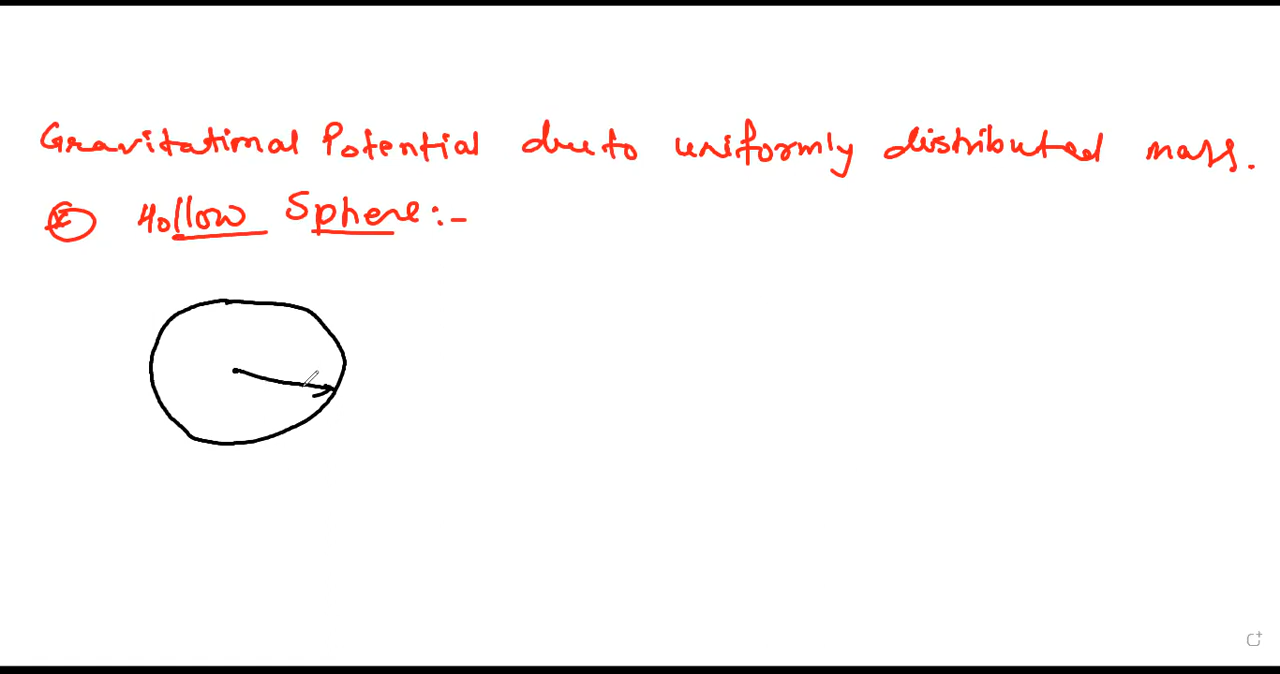 Gravitational Potential due to uniformly distributed mass.
Hollow Sphere:-